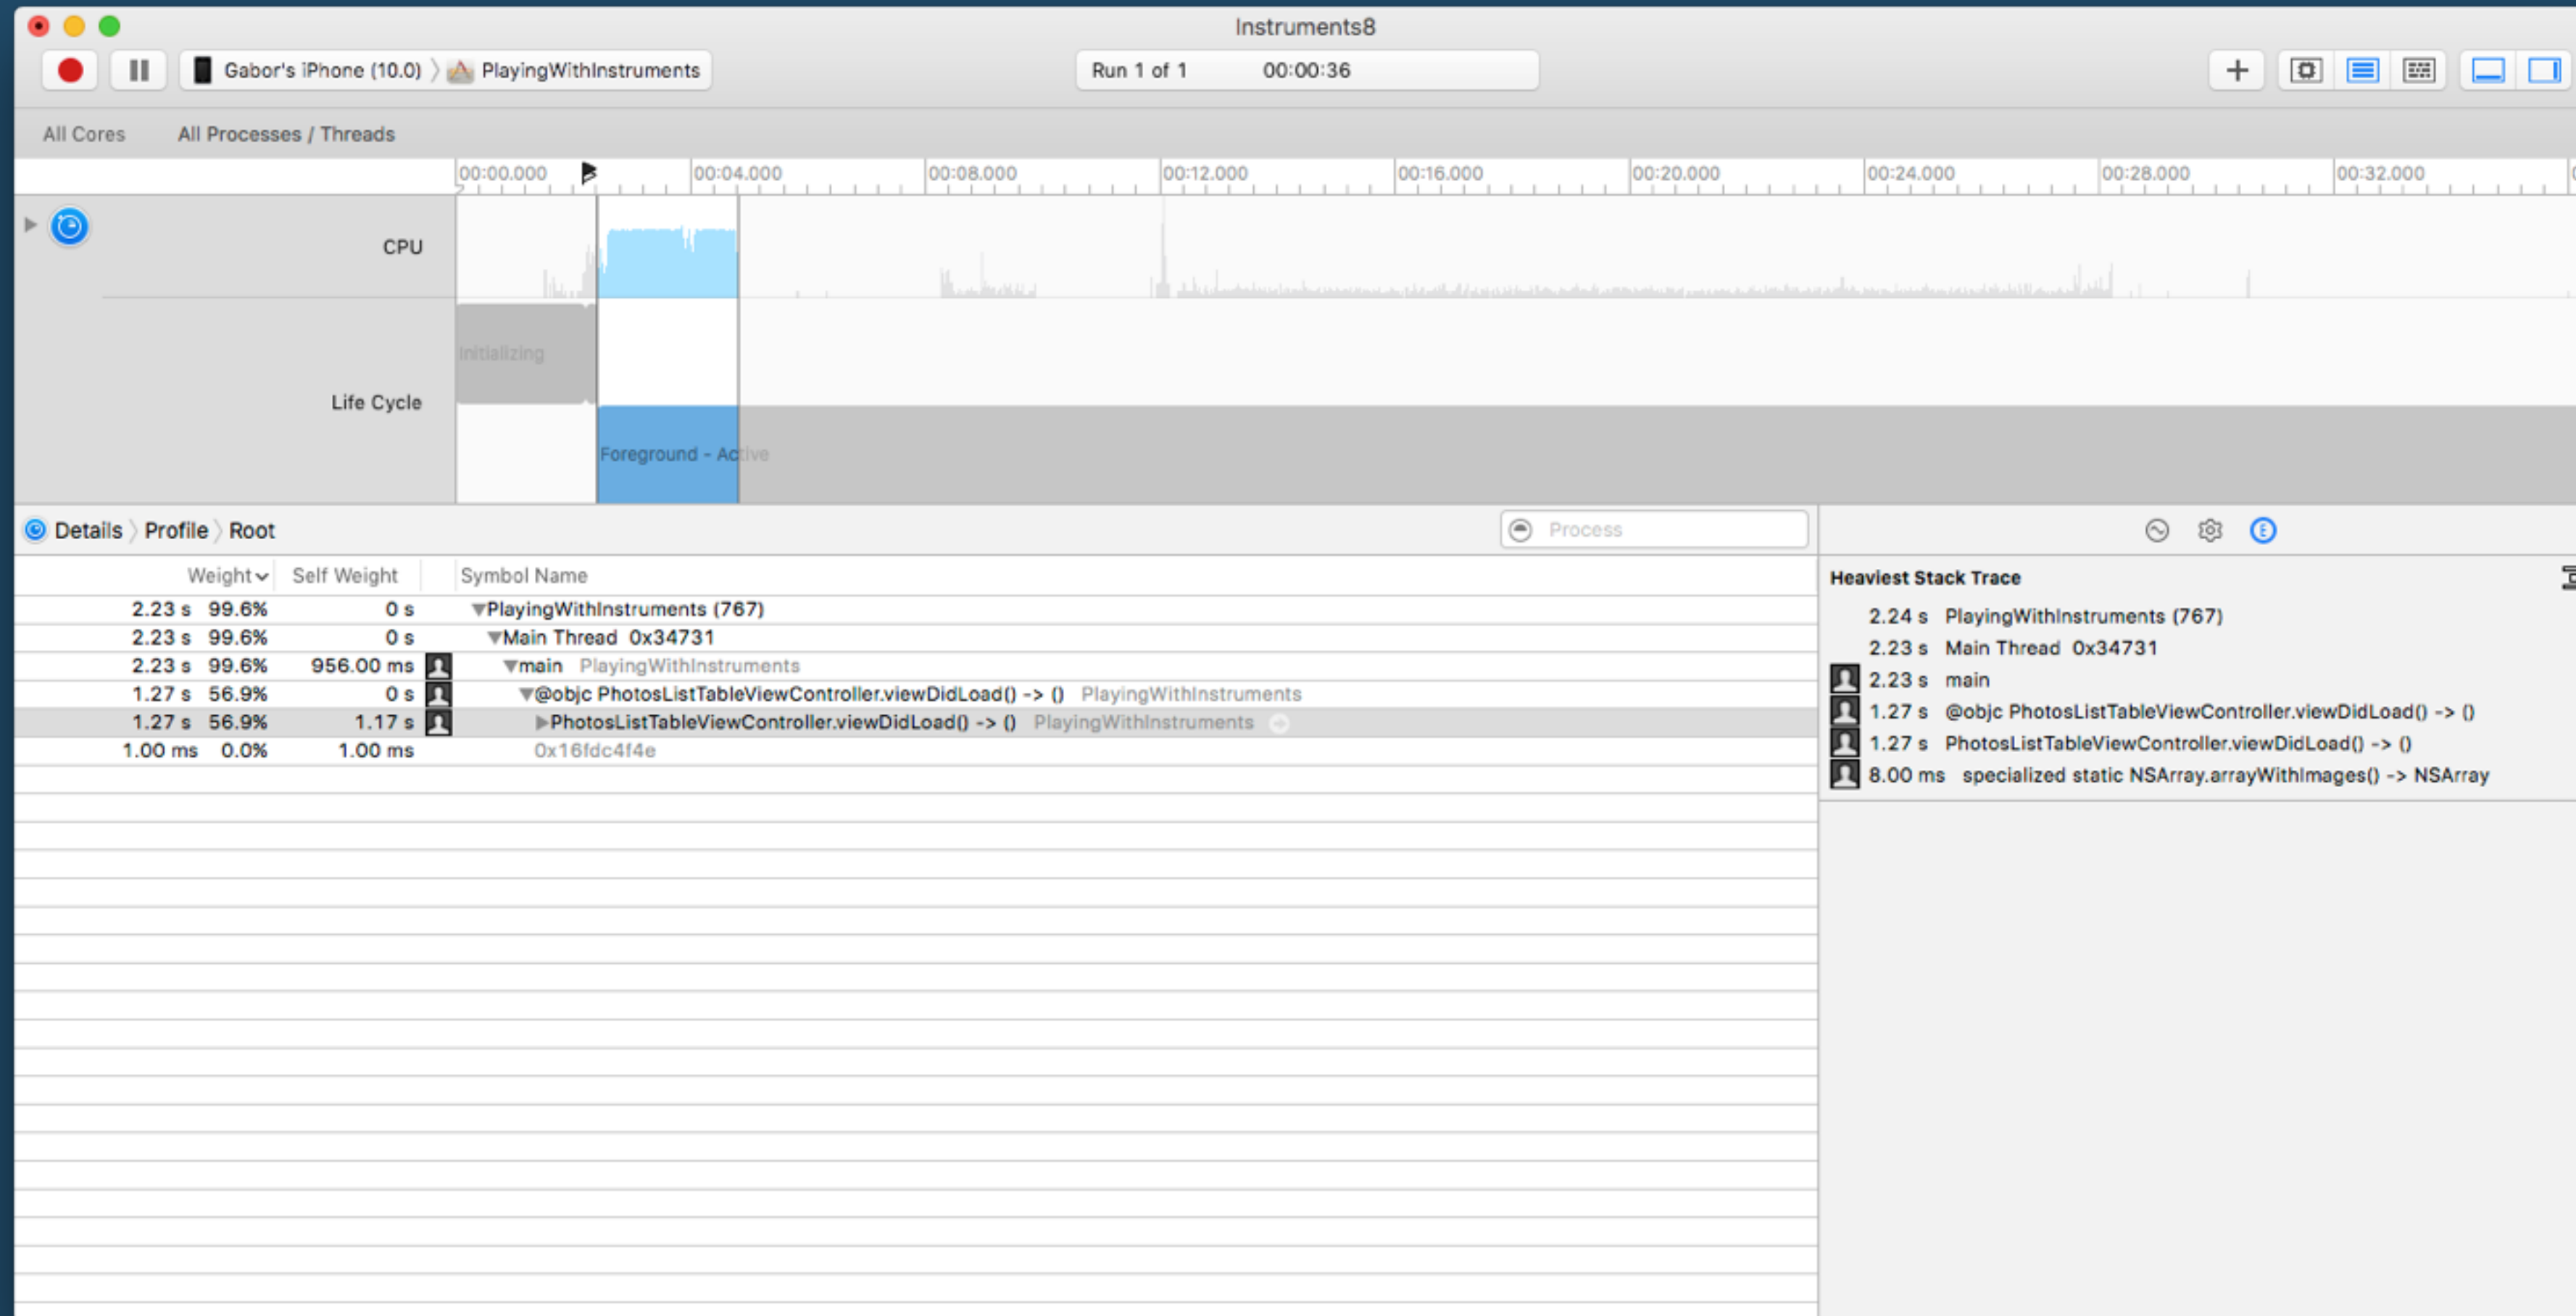 Instruments8
Gabor's iPhone (10.0) PlayingWithInstruments Run 1 of 1 00:00:36
All Cores All Processes / Threads
00:00.000 00:04.000 00:08.000 00:12.000 00:16.000 00:20.000 00:24.000 00:28.000 00:32.000
CPU
Initializing
Life Cycle
Foreground - Active
Details Profile Root Process
Weight Self Weight Symbol Name
2.23 s 99.6% 0 s PlayingWithInstruments (767)
2.23 s 99.6% 0 s Main Thread 0x34731
2.23 s 99.6% 956.00 ms main PlayingWithInstruments
1.27 s 56.9% 0 s @objc PhotosListTableViewController.viewDidLoad() -> () PlayingWithInstruments
1.27 s 56.9% 1.17 s PhotosListTableViewController.viewDidLoad() -> () PlayingWithInstruments
1.00 ms 0.0% 1.00 ms 0x16fdc4f4e
E
Heaviest Stack Trace
2.24 s PlayingWithInstruments (767)
2.23 s Main Thread 0x34731
2.23 s main
1.27 s @objc PhotosListTableViewController.viewDidLoad() -> ()
1.27 s PhotosListTableViewController.viewDidLoad() -> ()
8.00 ms specialized static NSArray.arrayWithImages() -> NSArray